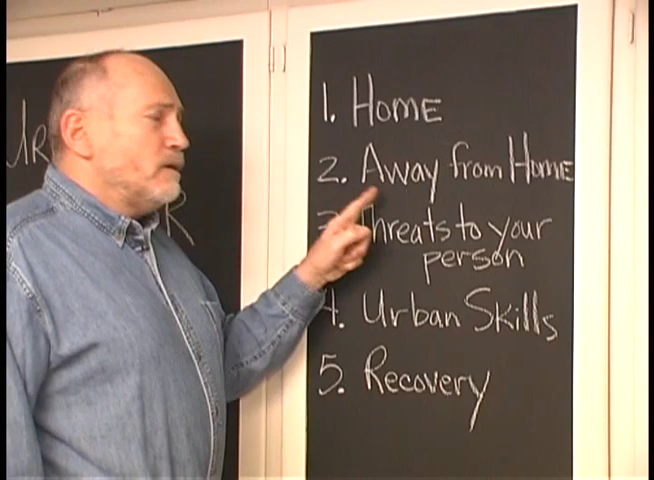 1. Home
2. Away from Home
Threats to your
person
4. Urban Skills
5. Recovery